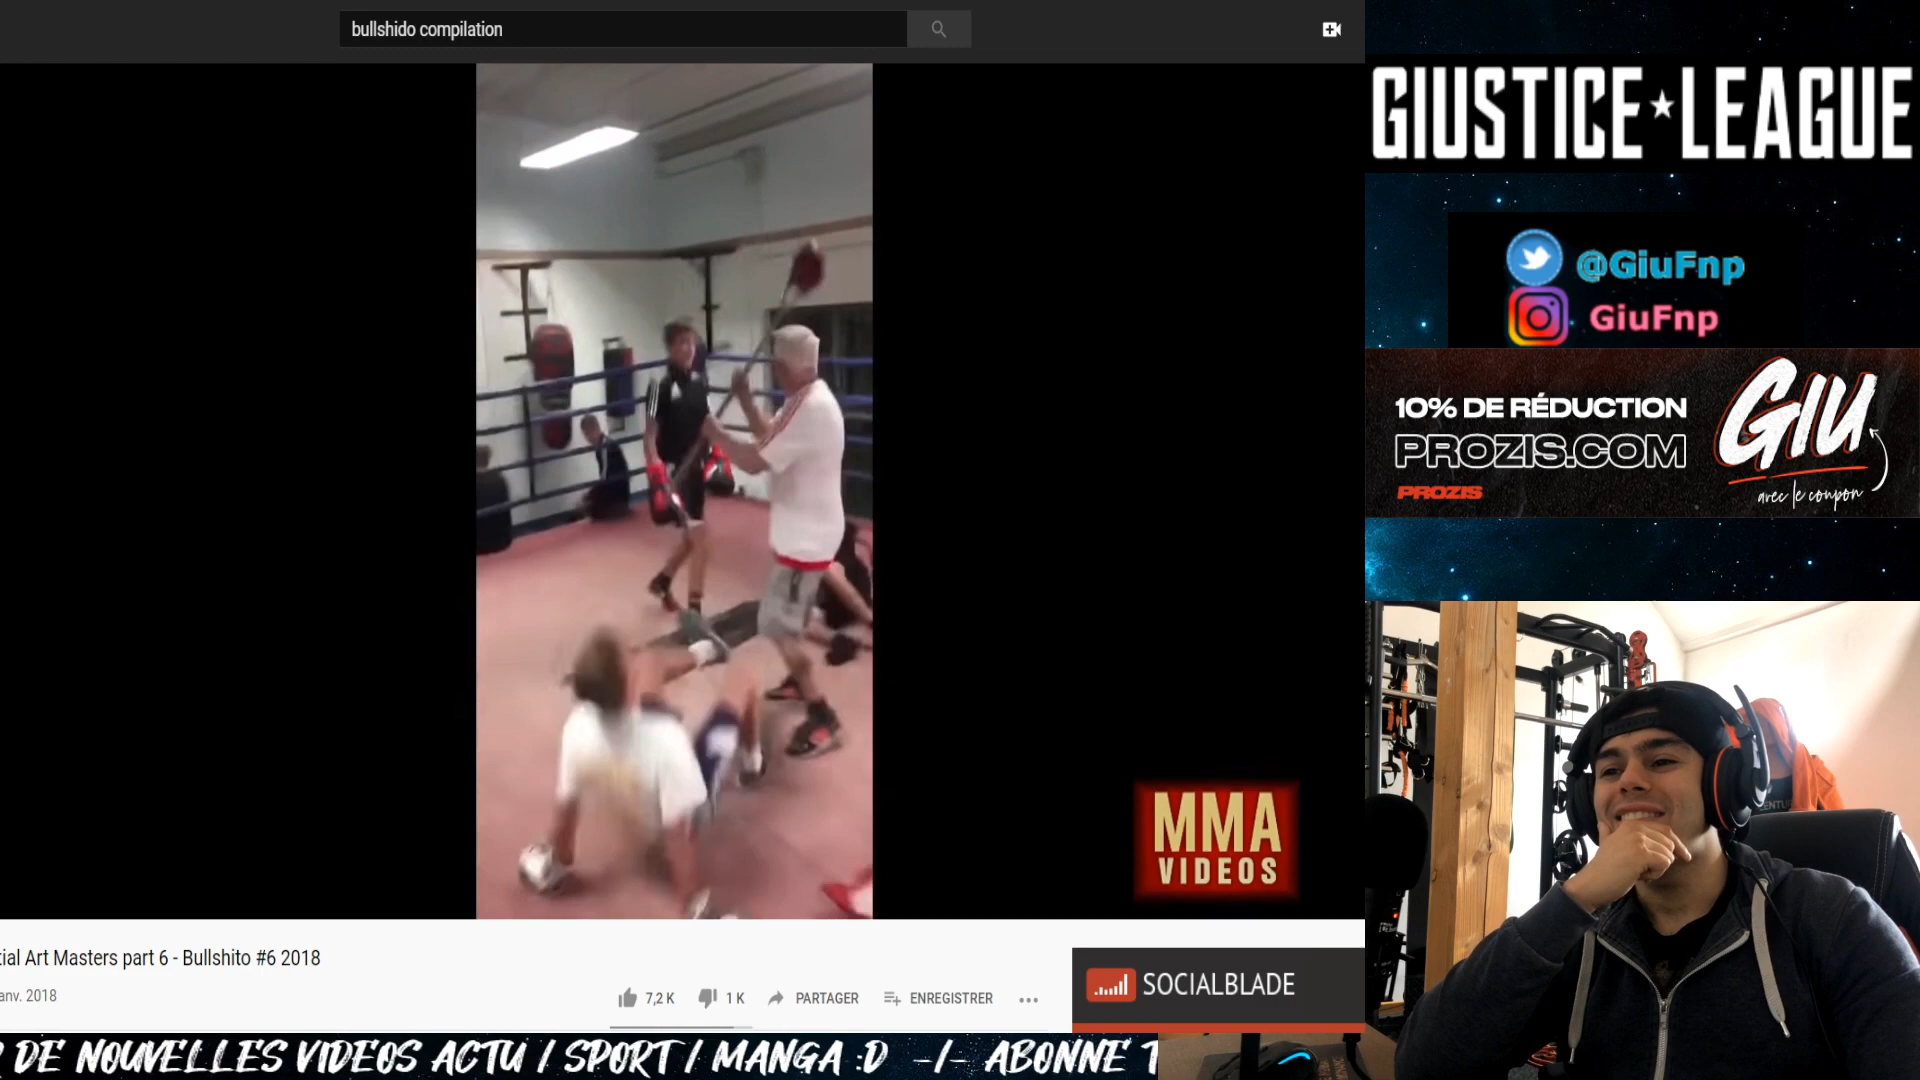 bullshido compilation
GIUSTICE★LEAGUE
@GiuFnp
GiuFnp
10% DE RÉDUCTION
PROZIS.COM
PROZIS
GIU
avec le coupon
MMA
VIDEOS
tial Art Masters part 6 - Bullshito #6 2018
anv. 2018
7,2 K
1 K
PARTAGER
ENREGISTRER
SOCIALBLADE
DE NOUVELLES VIDEOS ACTU / SPORT / MANGA :D -/- ABONNE T